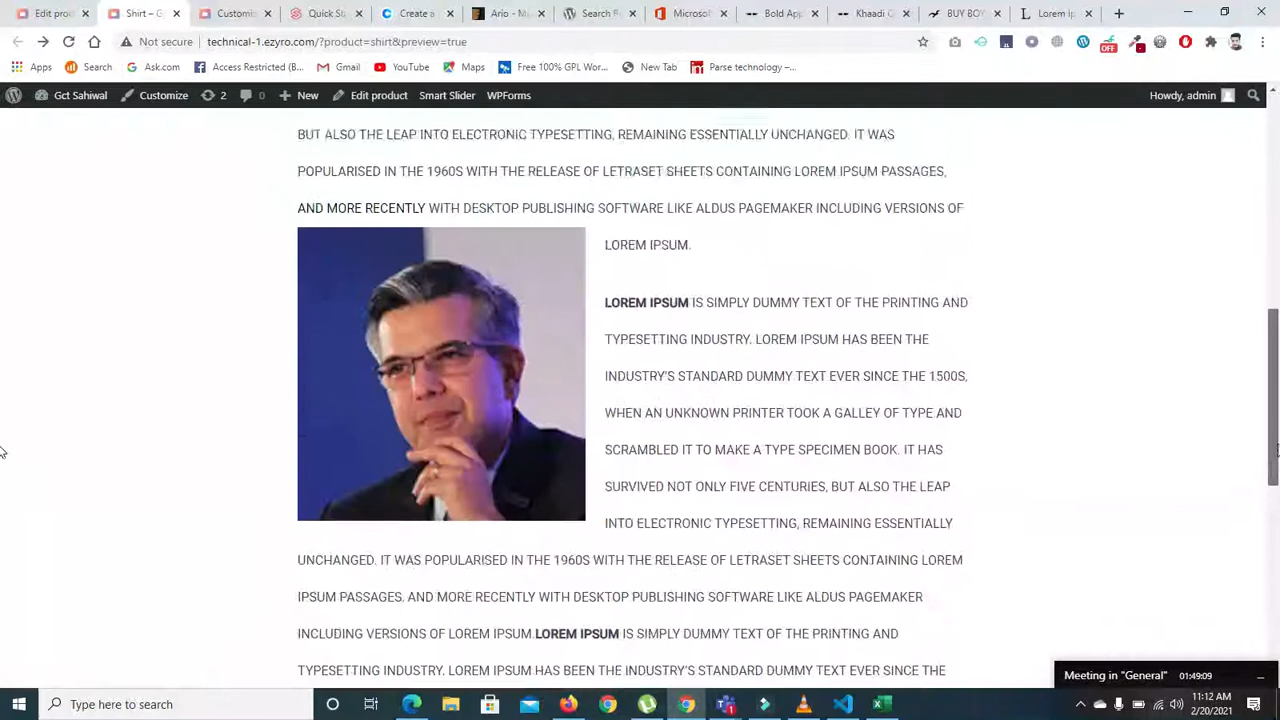 Edit pro
Shirt – G
Customiz
Quick Sta
Create a
Ario - Mu
Search Re
Microsof
Bold App
Khaadi O
BUY BOY
Lorem ip
Not secure
technical-1.ezyro.com/?product=shirt&preview=true
OFF
Apps
Search
Ask.com
Access Restricted (B...
Gmail
YouTube
Maps
Free 100% GPL Wor...
New Tab
Parse technology –...
Gct Sahiwal
Customize
2
0
New
Edit product
Smart Slider
WPForms
Howdy, admin
BUT ALSO THE LEAP INTO ELECTRONIC TYPESETTING, REMAINING ESSENTIALLY UNCHANGED. IT WAS
POPULARISED IN THE 1960S WITH THE RELEASE OF LETRASET SHEETS CONTAINING LOREM IPSUM PASSAGES,
AND MORE RECENTLY WITH DESKTOP PUBLISHING SOFTWARE LIKE ALDUS PAGEMAKER INCLUDING VERSIONS OF
LOREM IPSUM.
LOREM IPSUM IS SIMPLY DUMMY TEXT OF THE PRINTING AND
TYPESETTING INDUSTRY. LOREM IPSUM HAS BEEN THE
INDUSTRY'S STANDARD DUMMY TEXT EVER SINCE THE 1500S,
WHEN AN UNKNOWN PRINTER TOOK A GALLEY OF TYPE AND
SCRAMBLED IT TO MAKE A TYPE SPECIMEN BOOK. IT HAS
SURVIVED NOT ONLY FIVE CENTURIES, BUT ALSO THE LEAP
INTO ELECTRONIC TYPESETTING, REMAINING ESSENTIALLY
UNCHANGED. IT WAS POPULARISED IN THE 1960S WITH THE RELEASE OF LETRASET SHEETS CONTAINING LOREM
IPSUM PASSAGES, AND MORE RECENTLY WITH DESKTOP PUBLISHING SOFTWARE LIKE ALDUS PAGEMAKER
INCLUDING VERSIONS OF LOREM IPSUM.LOREM IPSUM IS SIMPLY DUMMY TEXT OF THE PRINTING AND
TYPESETTING INDUSTRY. LOREM IPSUM HAS BEEN THE INDUSTRY'S STANDARD DUMMY TEXT EVER SINCE THE
Meeting in "General"
01:49:09
Type here to search
11:12 AM
2/20/2021